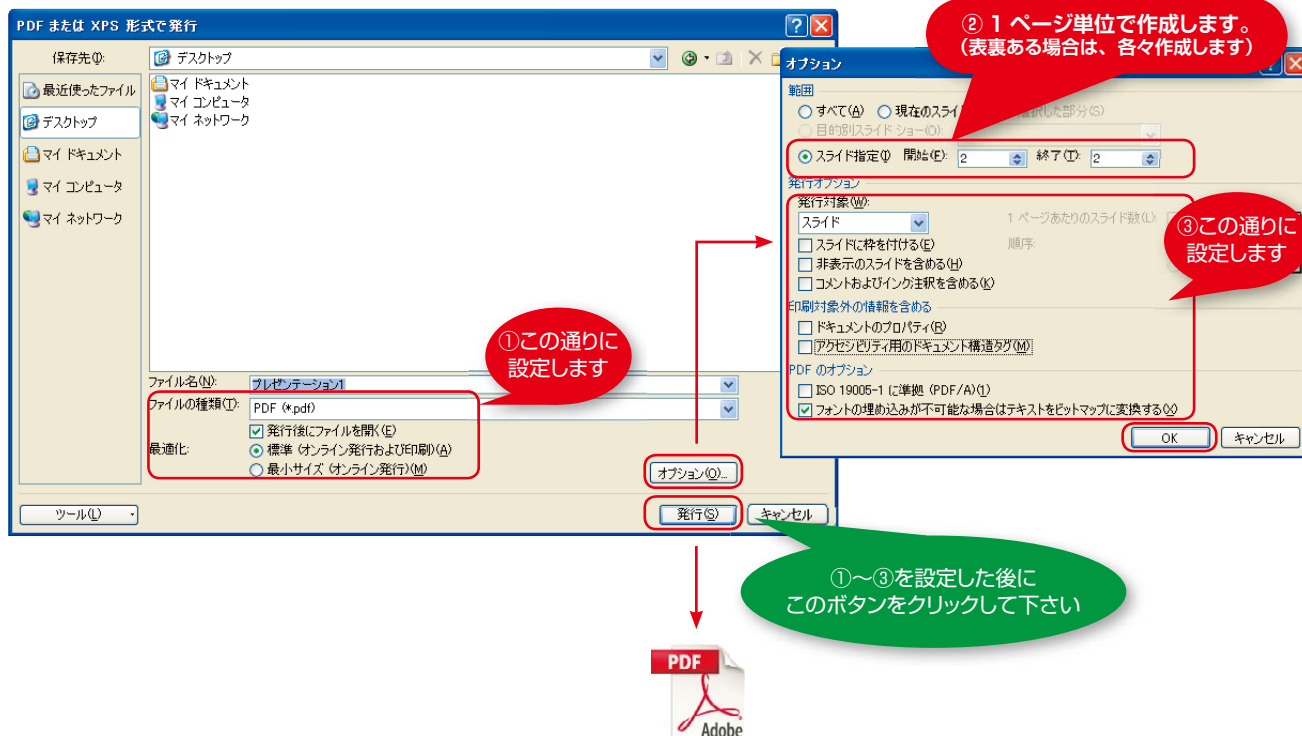 PDF または XPS 形式で発行
保存先(I):
デスクトップ
最近使ったファイル
デスクトップ
マイ ドキュメント
マイ コンピュータ
マイ ネットワーク
マイ ドキュメント
マイ コンピュータ
マイ ネットワーク
①この通りに
設定します
ファイル名(N):
プレゼンテーション1
ファイルの種類(T):
PDF (*.pdf)
発行後にファイルを開く(E)
最適化:
標準 (オンライン発行および印刷)(A)
最小サイズ (オンライン発行)(M)
オプション(O)...
ツール(L)
発行(S)
キャンセル
② 1 ページ単位で作成します。
(表裏ある場合は、各々作成します)
オプション
範囲
すべて(A)
現在のスライ
した部分(S)
目的別スライド ショー(O):
スライド指定(I)
開始(F):
2
終了(T):
2
発行オプション
発行対象(W):
スライド
1 ページあたりのスライド数(L):
スライドに枠を付ける(E)
順序:
非表示のスライドを含める(H)
コメントおよびインク注釈を含める(K)
③この通りに
設定します
印刷対象外の情報を含める
ドキュメントのプロパティ(R)
アクセシビリティ用のドキュメント構造タグ(M)
PDF のオプション
ISO 19005-1 に準拠 (PDF/A)(1)
フォントの埋め込みが不可能な場合はテキストをビットマップに変換する(X)
OK
キャンセル
①～③を設定した後に
このボタンをクリックして下さい
PDF
Adobe